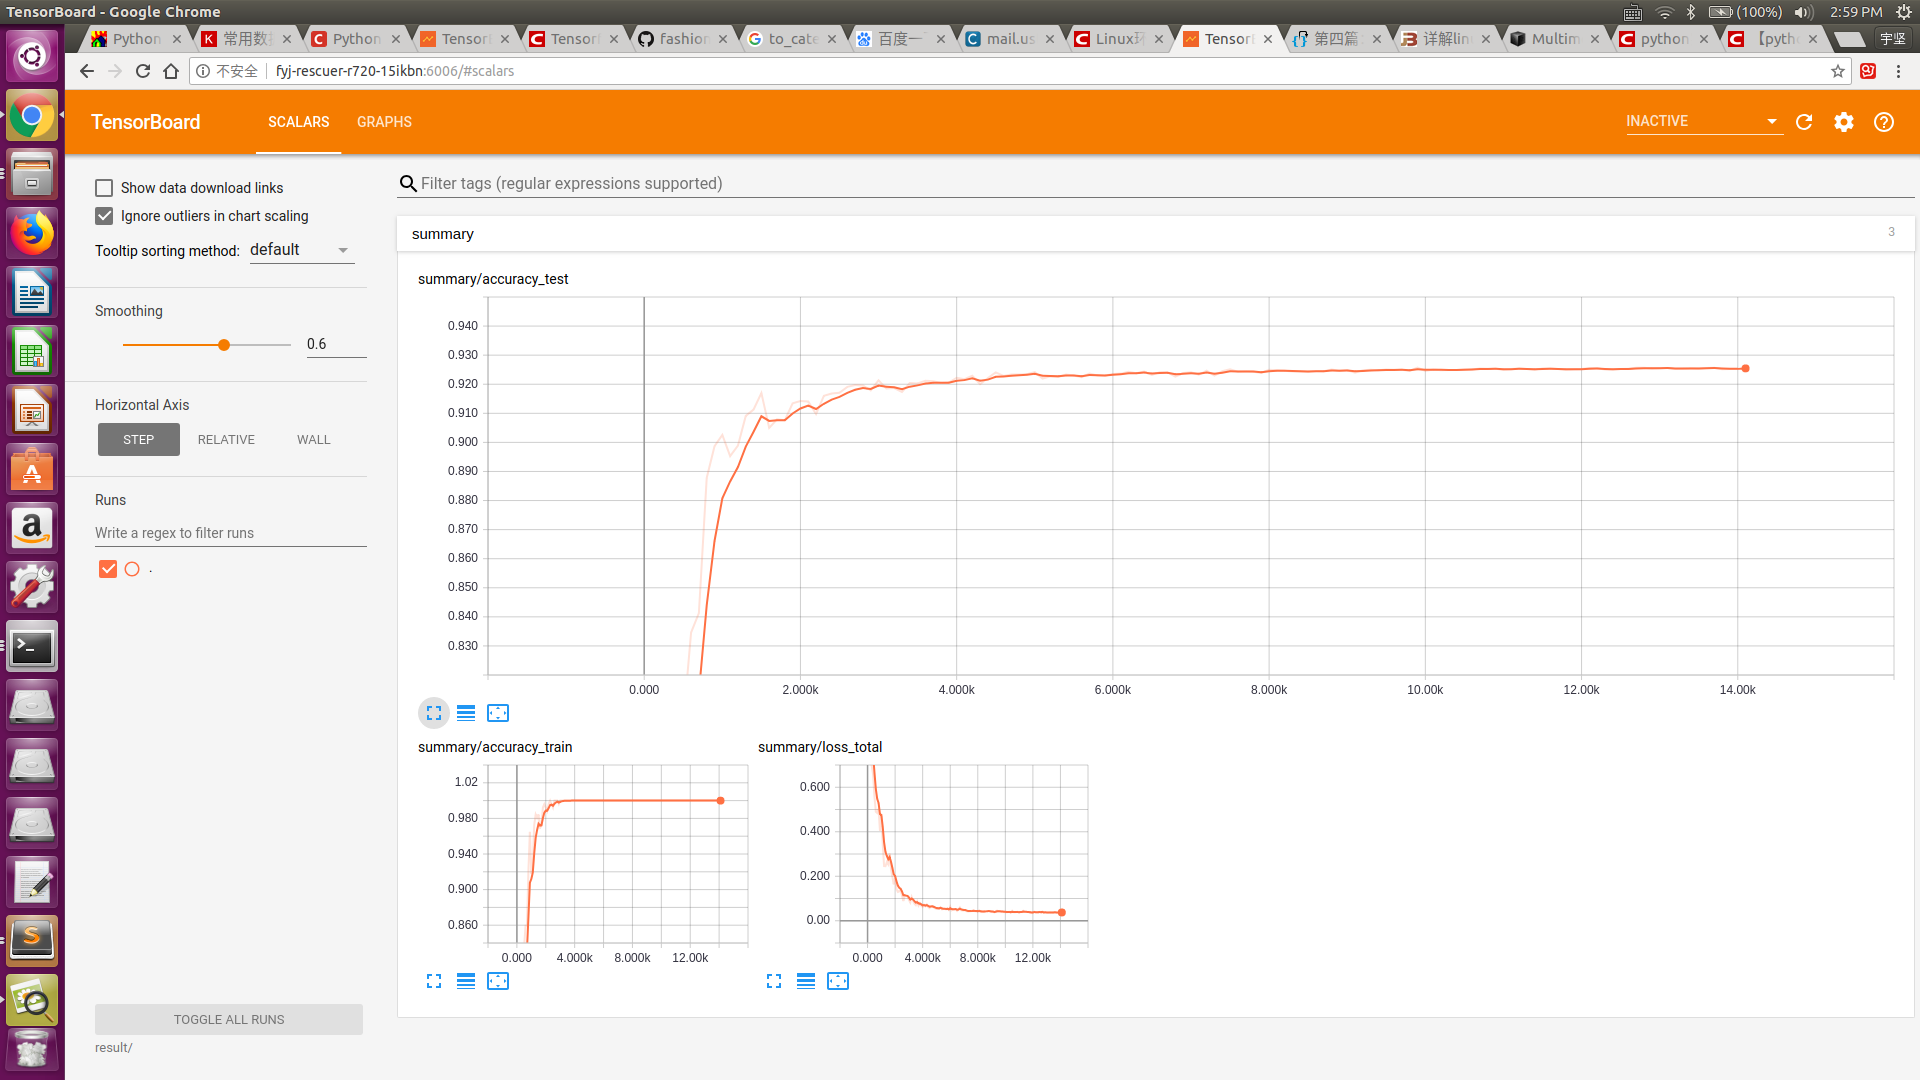 TensorBoard - Google Chrome
(100%)
2:59 PM
Python
常用数
Python
Tensor
Tensor
fashion
to_cate
百度一
mail.us
Linux环
Tensor
第四篇
详解lin
Multim
python
【pyth
宇坚
不安全
fyj-rescuer-r720-15ikbn:6006/#scalars
TensorBoard
SCALARS
GRAPHS
INACTIVE
Show data download links
Ignore outliers in chart scaling
Tooltip sorting method: default
Smoothing
0.6
Horizontal Axis
STEP
RELATIVE
WALL
Runs
Write a regex to filter runs
.
TOGGLE ALL RUNS
result/
Filter tags (regular expressions supported)
summary
3
summary/accuracy_test
0.940
0.930
0.920
0.910
0.900
0.890
0.880
0.870
0.860
0.850
0.840
0.830
0.000 2.000k 4.000k 6.000k 8.000k 10.00k 12.00k 14.00k
summary/accuracy_train
1.02
0.980
0.940
0.900
0.860
0.000 4.000k 8.000k 12.00k
summary/loss_total
0.600
0.400
0.200
0.00
0.000 4.000k 8.000k 12.00k